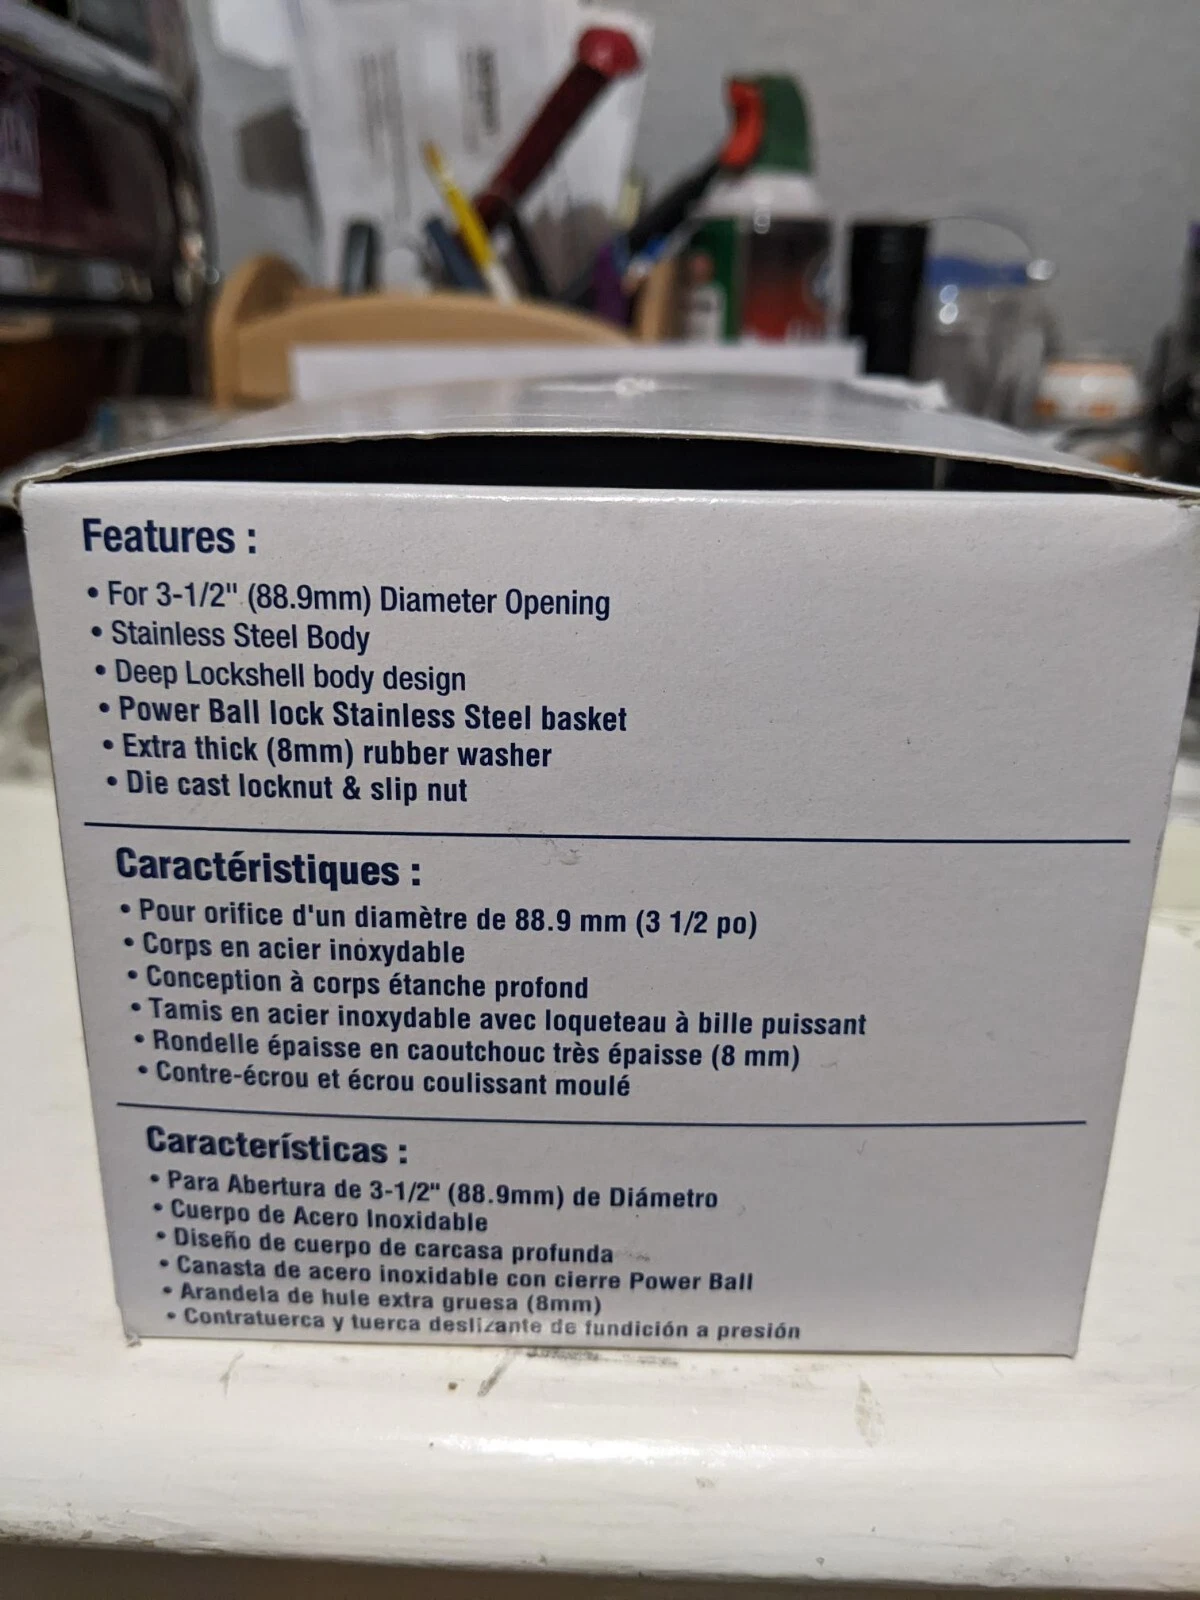 Features :
• For 3-1/2" (88.9mm) Diameter Opening
• Stainless Steel Body
• Deep Lockshell body design
• Power Ball lock Stainless Steel basket
• Extra thick (8mm) rubber washer
• Die cast locknut & slip nut
Caractéristiques :
• Pour orifice d'un diamètre de 88.9 mm (3 1/2 po)
• Corps en acier inoxydable
• Conception à corps étanche profond
• Tamis en acier inoxydable avec loqueteau à bille puissant
• Rondelle épaisse en caoutchouc très épaisse (8 mm)
• Contre-écrou et écrou coulissant moulé
Características :
• Para Abertura de 3-1/2" (88.9mm) de Diámetro
• Cuerpo de Acero Inoxidable
• Diseño de cuerpo de carcasa profunda
• Canasta de acero inoxidable con cierre Power Ball
• Arandela de hule extra gruesa (8mm)
• Contratuerca y tuerca deslizante de fundición a presión